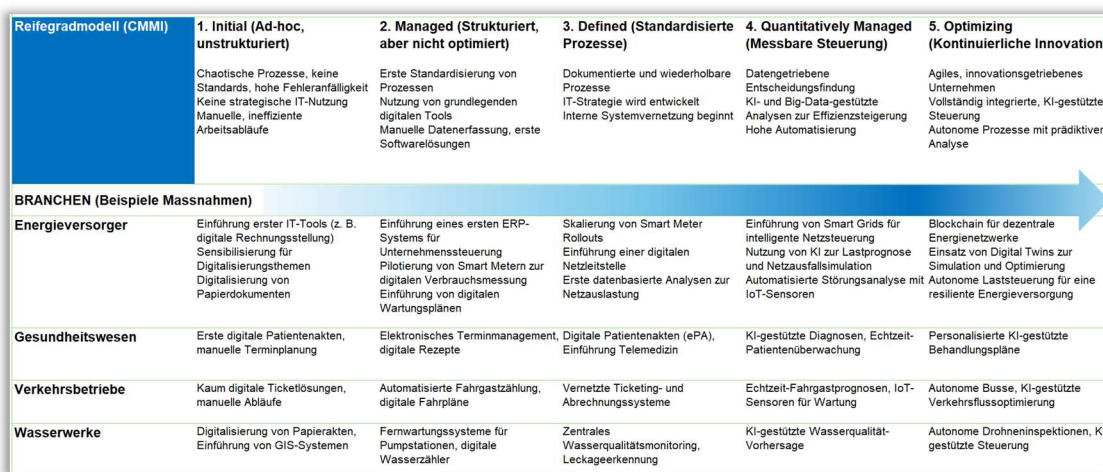 Reifegradmodell (CMMI)
1. Initial (Ad-hoc,
unstrukturiert)
Chaotische Prozesse, keine
Standards, hohe Fehleranfälligkeit
Keine strategische IT-Nutzung
Manuelle, ineffiziente
Arbeitsabläufe
2. Managed (Strukturiert,
aber nicht optimiert)
Erste Standardisierung von
Prozessen
Nutzung von grundlegenden
digitalen Tools
Manuelle Datenerfassung, erste
Softwarelösungen
3. Defined (Standardisierte
Prozesse)
Dokumentierte und wiederholbare
Prozesse
IT-Strategie wird entwickelt
Interne Systemvernetzung beginnt
4. Quantitatively Managed
(Messbare Steuerung)
Datengetriebene
Entscheidungsfindung
KI- und Big-Data-gestützte
Analysen zur Effizienzsteigerung
Hohe Automatisierung
5. Optimizing
(Kontinuierliche Innovation
Agiles, innovationsgetriebenes
Unternehmen
Vollständig integrierte, KI-gestützte
Steuerung
Autonome Prozesse mit prädiktiver
Analyse
BRANCHEN (Beispiele Massnahmen)
Energieversorger
Einführung erster IT-Tools (z. B.
digitale Rechnungsstellung)
Sensibilisierung für
Digitalisierungsthemen
Digitalisierung von
Papierdokumenten
Einführung eines ersten ERP-
Systems für
Unternehmenssteuerung
Pilotierung von Smart Metern zur
digitalen Verbrauchsmessung
Einführung von digitalen
Wartungsplänen
Skalierung von Smart Meter
Rollouts
Einführung einer digitalen
Netzleitstelle
Erste datenbasierte Analysen zur
Netzauslastung
Einführung von Smart Grids für
intelligente Netzsteuerung
Nutzung von KI zur Lastprognose
und Netzausfallsimulation
Automatisierte Störungsanalyse mit
IoT-Sensoren
Blockchain für dezentrale
Energienetzwerke
Einsatz von Digital Twins zur
Simulation und Optimierung
Autonome Laststeuerung für eine
resiliente Energieversorgung
Gesundheitswesen
Erste digitale Patientenakten,
manuelle Terminplanung
Elektronisches Terminmanagement,
digitale Rezepte
Digitale Patientenakten (ePA),
Einführung Telemedizin
KI-gestützte Diagnosen, Echtzeit-
Patientenüberwachung
Personalisierte KI-gestützte
Behandlungspläne
Verkehrsbetriebe
Kaum digitale Ticketlösungen,
manuelle Abläufe
Automatisierte Fahrgastzählung,
digitale Fahrpläne
Vernetzte Ticketing- und
Abrechnungssysteme
Echtzeit-Fahrgastprognosen, IoT-
Sensoren für Wartung
Autonome Busse, KI-gestützte
Verkehrsflussoptimierung
Wasserwerke
Digitalisierung von Papierakten,
Einführung von GIS-Systemen
Fernwartungssysteme für
Pumpstationen, digitale
Wasserzähler
Zentrales
Wasserqualitätsmonitoring,
Leckageerkennung
KI-gestützte Wasserqualität-
Vorhersage
Autonome Drohneninspektionen, K
gestützte Steuerung